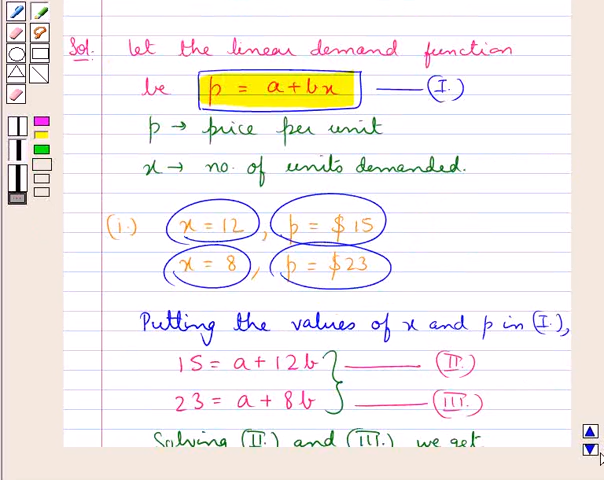 Sol. let the linear demand function
be p = a+bx —— (I.)
p → price per unit
x → no. of units demanded.
(i.) x = 12, p = $ 15
x = 8, p = $ 23
Putting the values of x and p in (I.),
15 = a + 12b —— (II.)
23 = a + 8b —— (III.)
Solving (II.) and (III.) we get